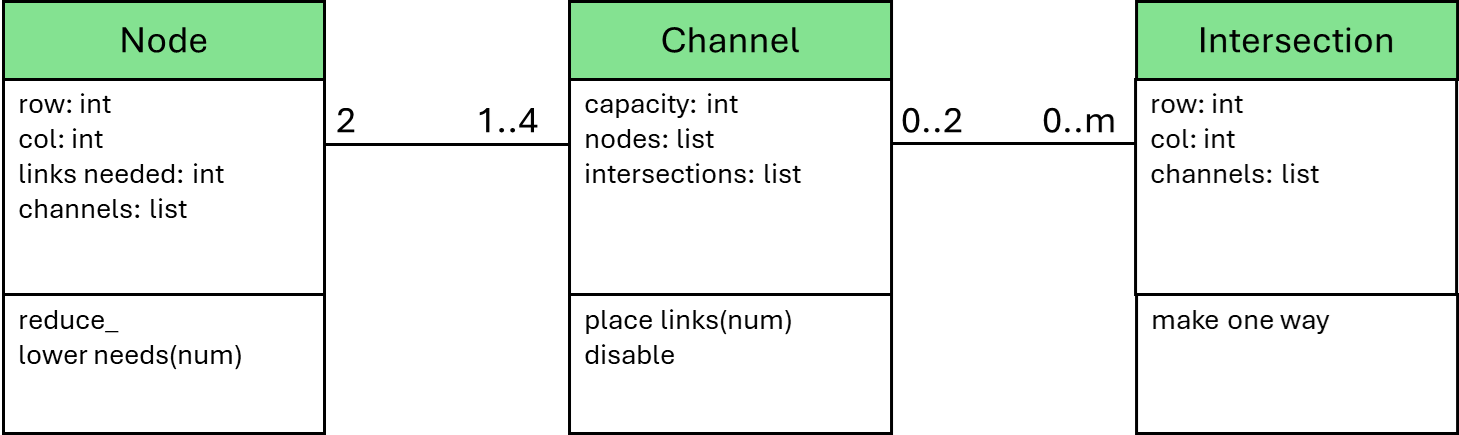 Node
row: int
col: int
links needed: int
channels: list
reduce_
lower needs(num)
2
1..4
Channel
capacity: int
nodes: list
intersections: list
place links(num)
disable
0..2
0..m
Intersection
row: int
col: int
channels: list
make one way